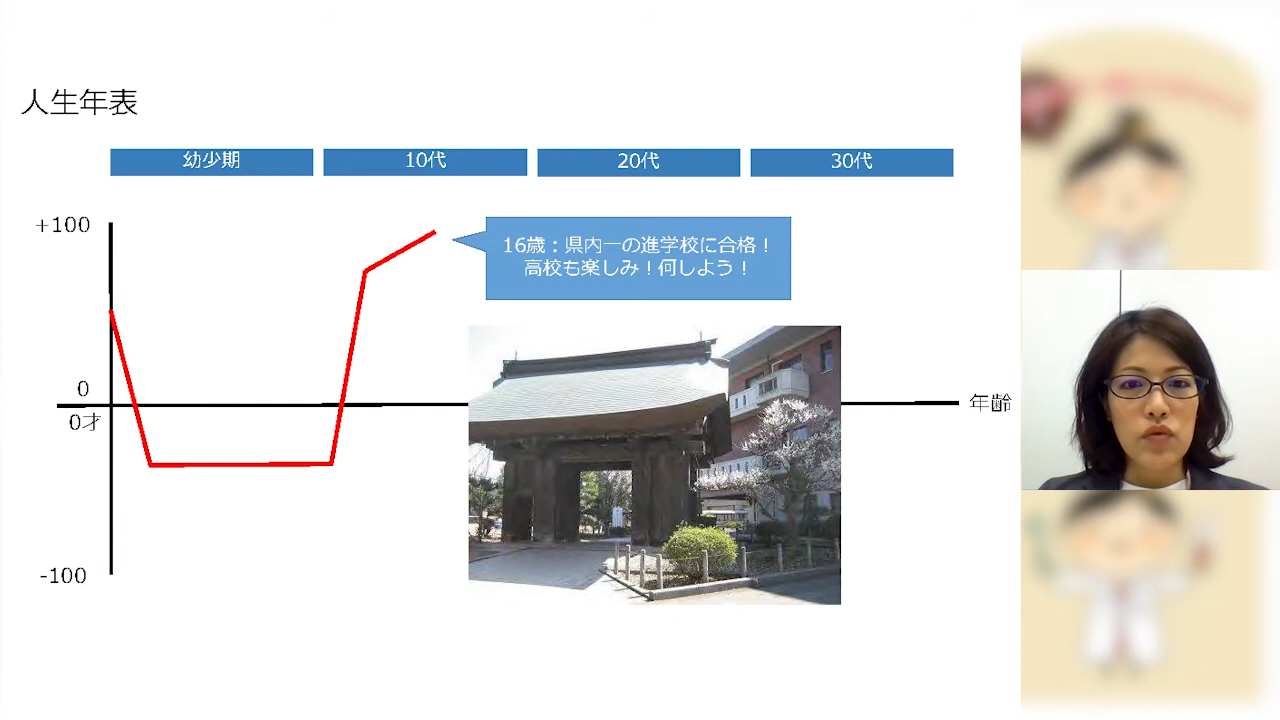 人生年表
幼少期
10代
20代
30代
+100
16歳：県内一の進学校に合格！
高校も楽しみ！何しよう！
0
0才
年齢
-100